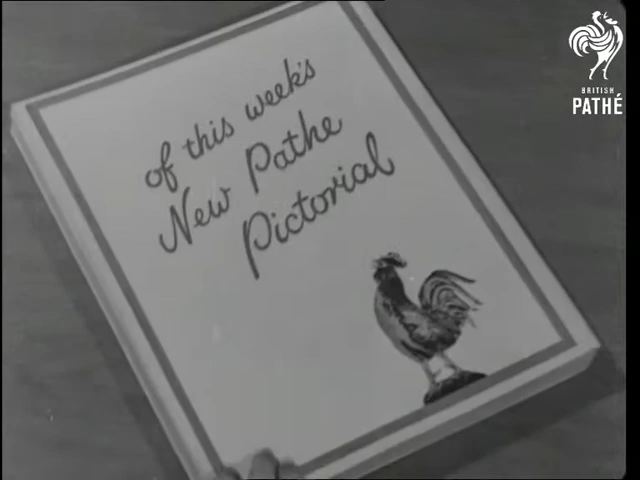 of this week's
New Pathe
Pictorial
BRITISH
PATHÉ